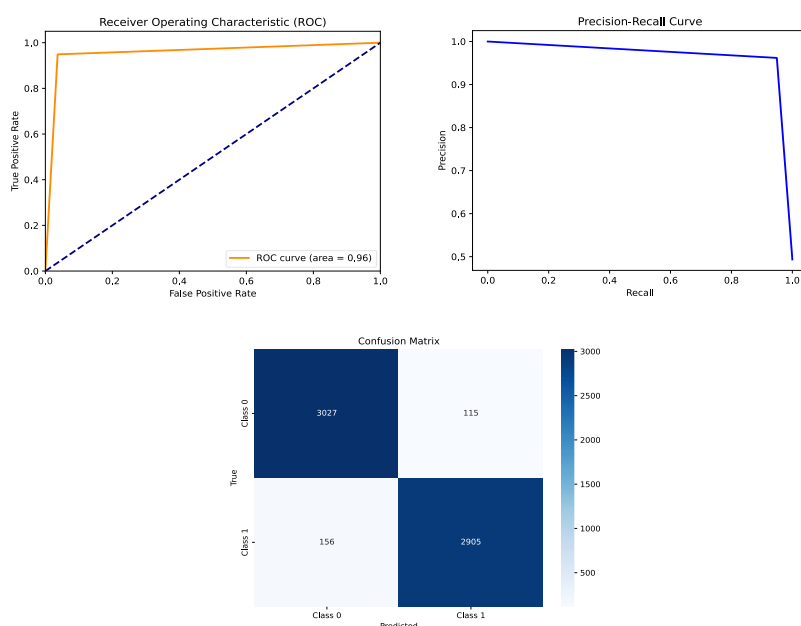 Receiver Operating Characteristic (ROC)
1.0
0.8
0.6
0.4
0.2
0.0
True Positive Rate
ROC curve (area = 0,96)
0.0 0.2 0.4 0.6 0.8 1.0
False Positive Rate
Precision-Recall Curve
1.0
0.9
0.8
0.7
0,6
0.5
Precision
0.0 0.2 0.4 0.6 0.8 1.0
Recall
Confusion Matrix
Class 0
Class 1
True
3027 115
156 2905
Class 0 Class 1
Predicted
3000
2500
2000
1500
1000
500